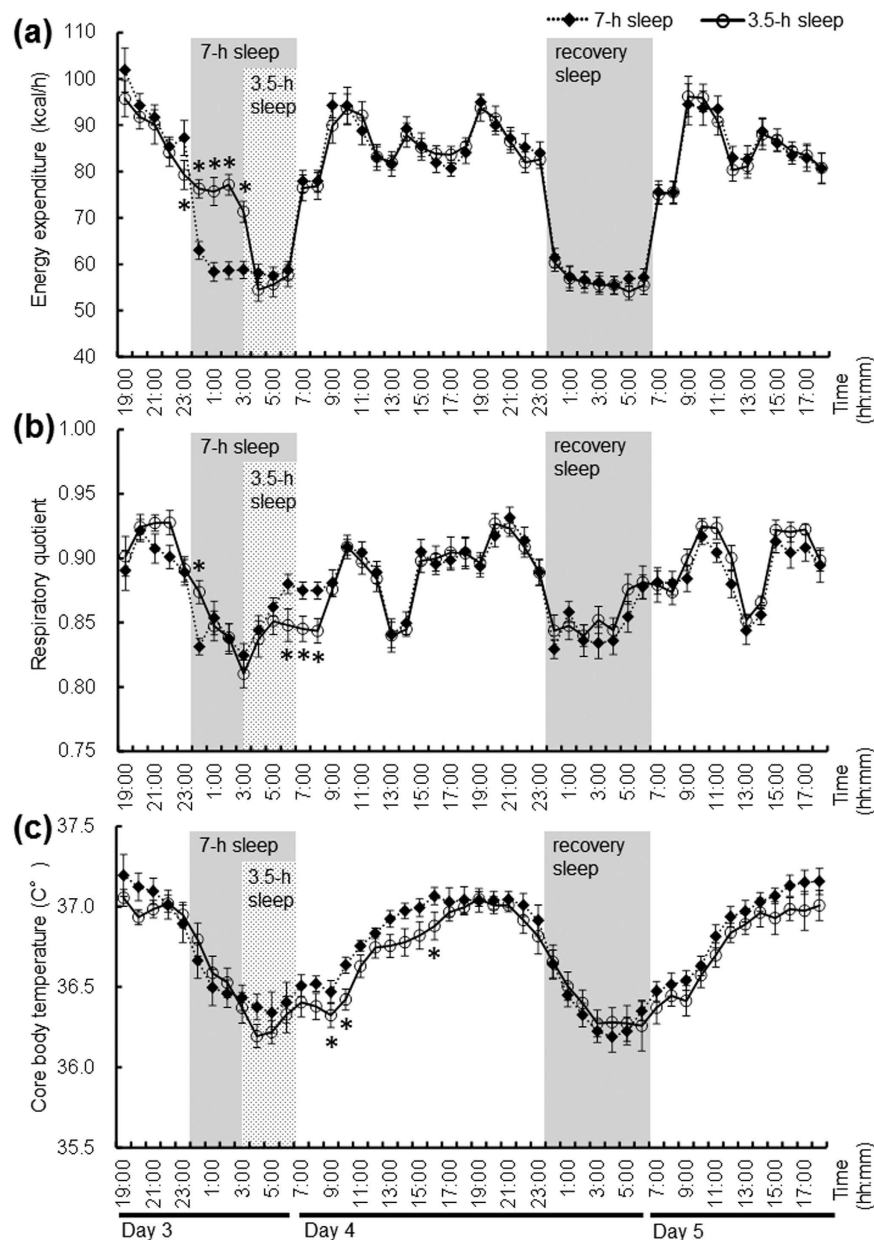 7-h sleep 3.5-h sleep
(a)
7-h sleep
3.5-h
sleep
recovery
sleep
Energy expenditure (kcal/h)
110
100
90
80
70
60
50
40
* * * *
*
*
19:00 21:00 23:00 1:00 3:00 5:00 7:00 9:00 11:00 13:00 15:00 17:00 19:00 21:00 23:00 1:00 3:00 5:00 7:00 9:00 11:00 13:00 15:00 17:00
Time
(hh:mm)
(b)
7-h sleep
3.5-h
sleep
recovery
sleep
Respiratory quotient
1.00
0.95
0.90
0.85
0.80
0.75
*
* * *
19:00 21:00 23:00 1:00 3:00 5:00 7:00 9:00 11:00 13:00 15:00 17:00 19:00 21:00 23:00 1:00 3:00 5:00 7:00 9:00 11:00 13:00 15:00 17:00
Time
(hh:mm)
(c)
7-h sleep
3.5-h
sleep
recovery
sleep
Core body temperature (C°)
37.5
37.0
36.5
36.0
35.5
*
*
*
19:00 21:00 23:00 1:00 3:00 5:00 7:00 9:00 11:00 13:00 15:00 17:00 19:00 21:00 23:00 1:00 3:00 5:00 7:00 9:00 11:00 13:00 15:00 17:00
Time
(hh:mm)
Day 3 Day 4 Day 5